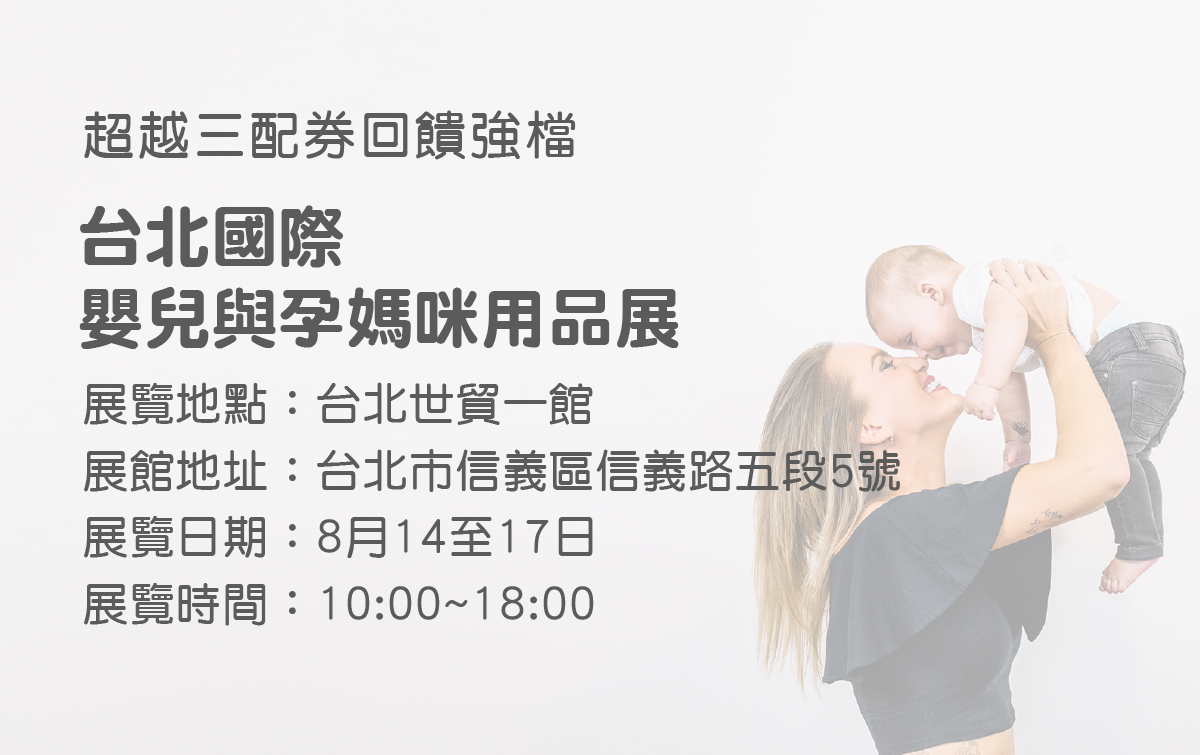 超越三配券回饋強檔
台北國際
嬰兒與孕媽咪用品展
展覽地點：台北世貿一館
展館地址：台北市信義區信義路五段5號
展覽日期：8月14至17日
展覽時間：10:00~18:00